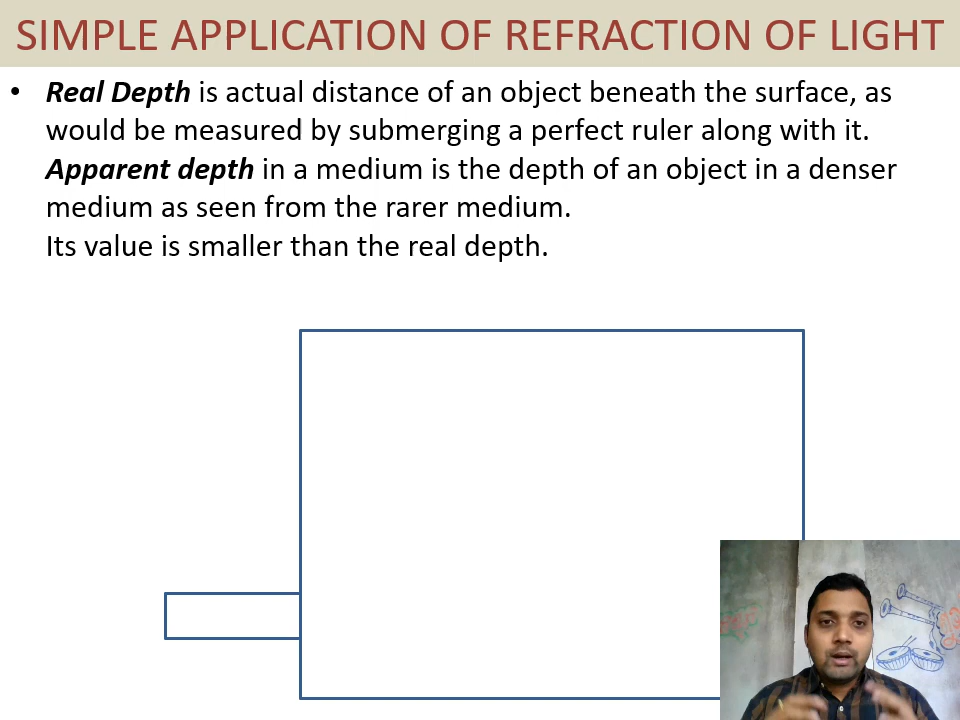 SIMPLE APPLICATION OF REFRACTION OF LIGHT
• Real Depth is actual distance of an object beneath the surface, as
would be measured by submerging a perfect ruler along with it.
Apparent depth in a medium is the depth of an object in a denser
medium as seen from the rarer medium.
Its value is smaller than the real depth.